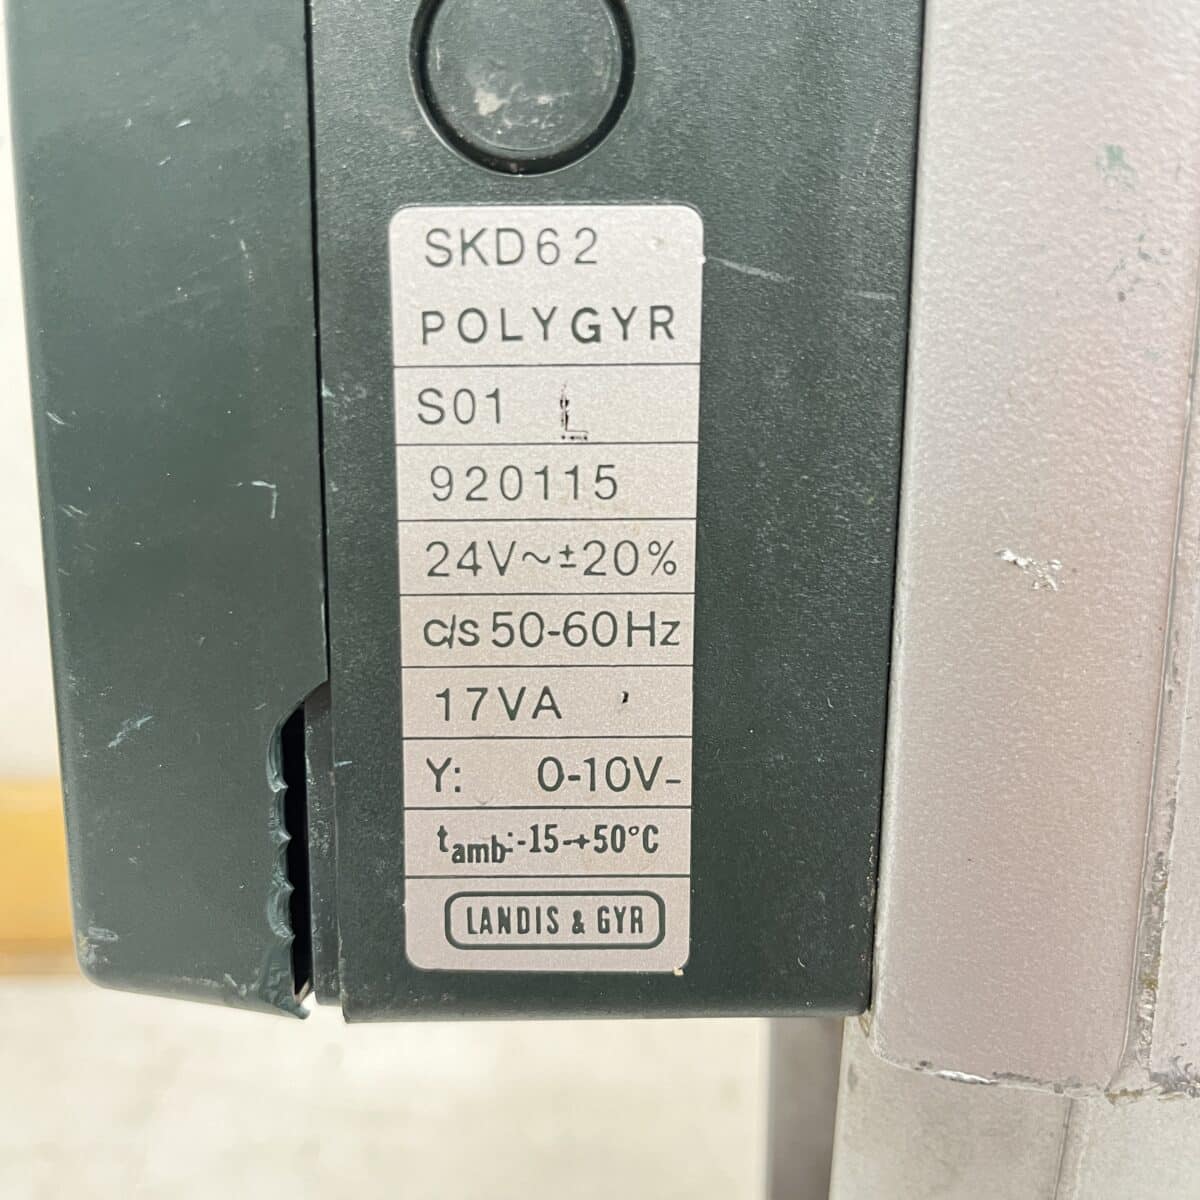 SKD62
POLYGYR
S01 L
920115
24V~±20%
c/s 50-60Hz
17VA
Y: 0-10V-
tamb:-15-+50°C
LANDIS & GYR